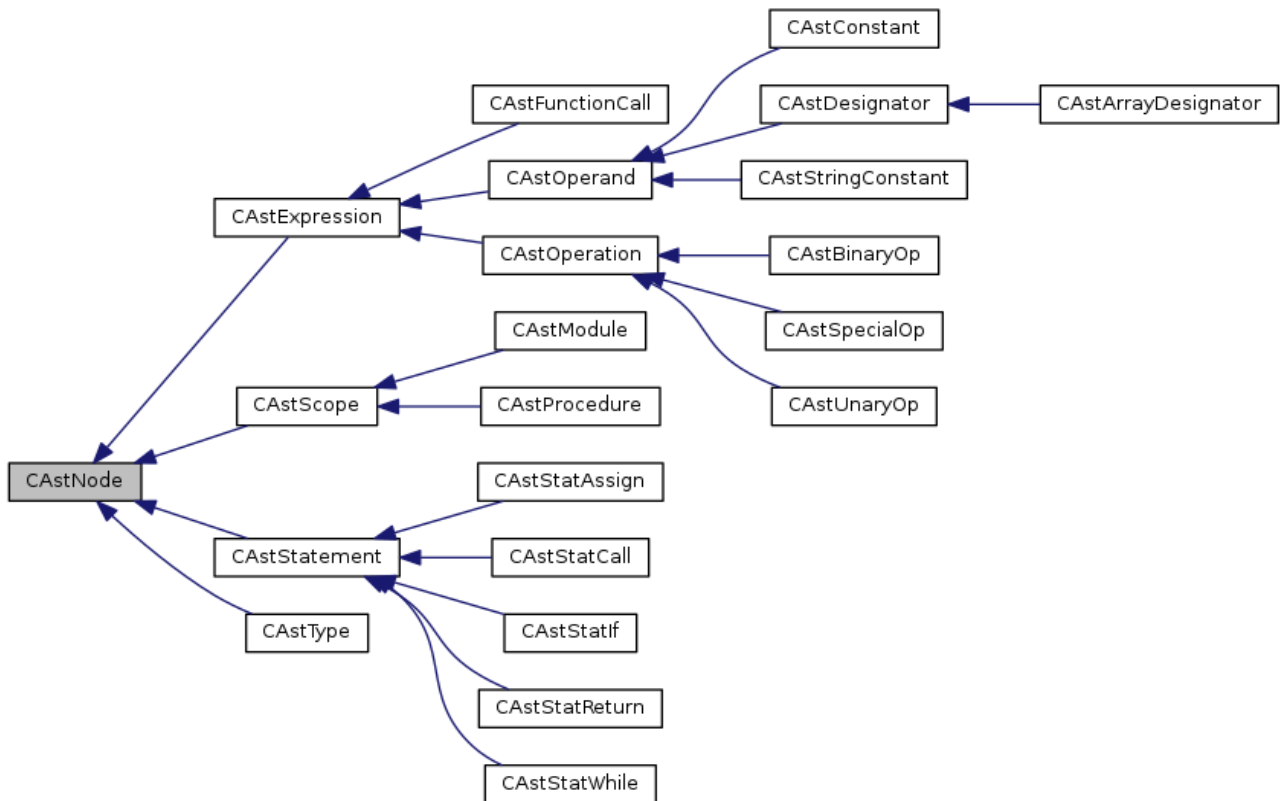 CAstConstant
CAstFunctionCall
CAstDesignator
CAstArrayDesignator
CAstOperand
CAstStringConstant
CAstExpression
CAstOperation
CAstBinaryOp
CAstModule
CAstSpecialOp
CAstScope
CAstProcedure
CAstUnaryOp
CAstNode
CAstStatAssign
CAstStatement
CAstStatCall
CAstType
CAstStatIf
CAstStatReturn
CAstStatWhile